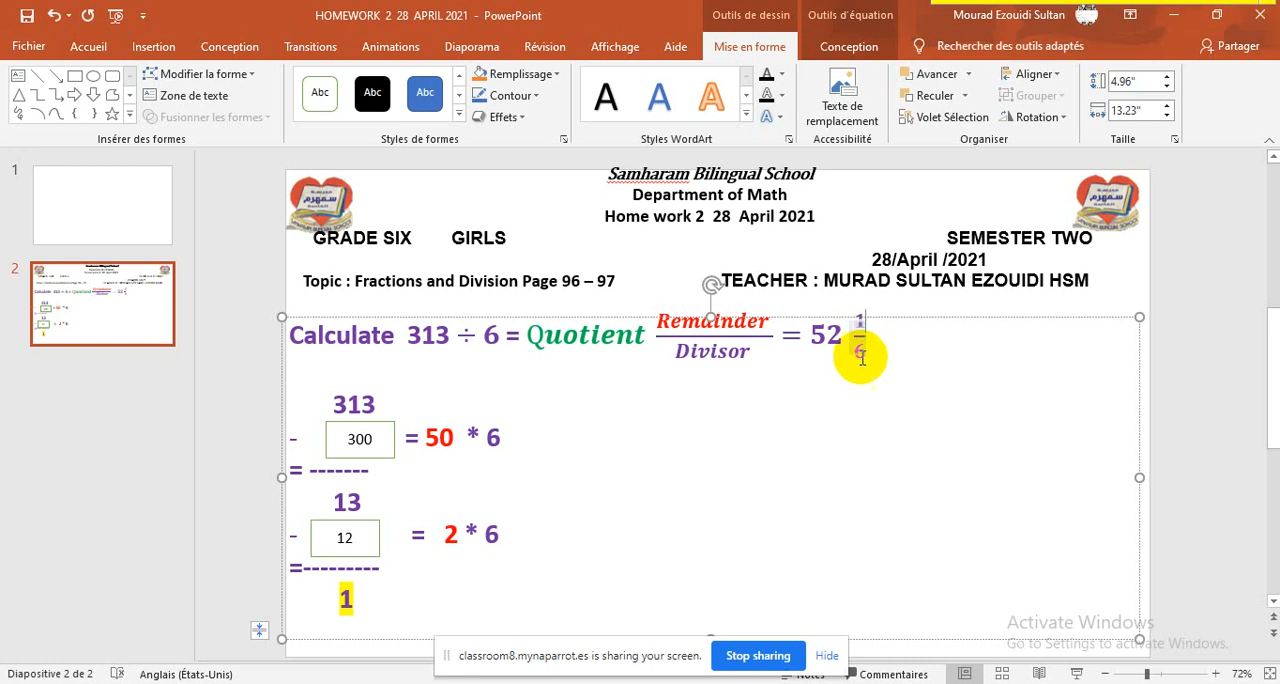 HOMEWORK 2 28 APRIL 2021 - PowerPoint
Outils de dessin
Outils d'équation
Mourad Ezouidi Sultan
Fichier Accueil Insertion Conception Transitions Animations Diaporama Révision Affichage Aide Mise en forme Conception Rechercher des outils adaptés Partager
Modifier la forme
Zone de texte
Fusionner les formes
Insérer des formes
Abc Abc Abc
Remplissage
Contour
Effets
Styles de formes
A A A
Styles WordArt
Texte de
remplacement
Accessibilité
Avancer
Reculer
Volet Sélection
Aligner
Grouper
Rotation
Organiser
4.96"
13.23"
Taille
1
2
Samharam Bilingual School
Department of Math
Home work 2 28 April 2021
GRADE SIX GIRLS SEMESTER TWO
28/April /2021
Topic : Fractions and Division Page 96 – 97 TEACHER : MURAD SULTAN EZOUIDI HSM
Calculate 313 ÷ 6 = Quotient Remainder/Divisor = 52 1/6
313
- 300 = 50 * 6
= -------
13
- 12 = 2 * 6
=---------
1
Activate Windows
Go to Settings to activate Windows.
classroom8.mynaparrot.es is sharing your screen. Stop sharing Hide
Diapositive 2 de 2 Anglais (États-Unis) Notes Commentaires 72%